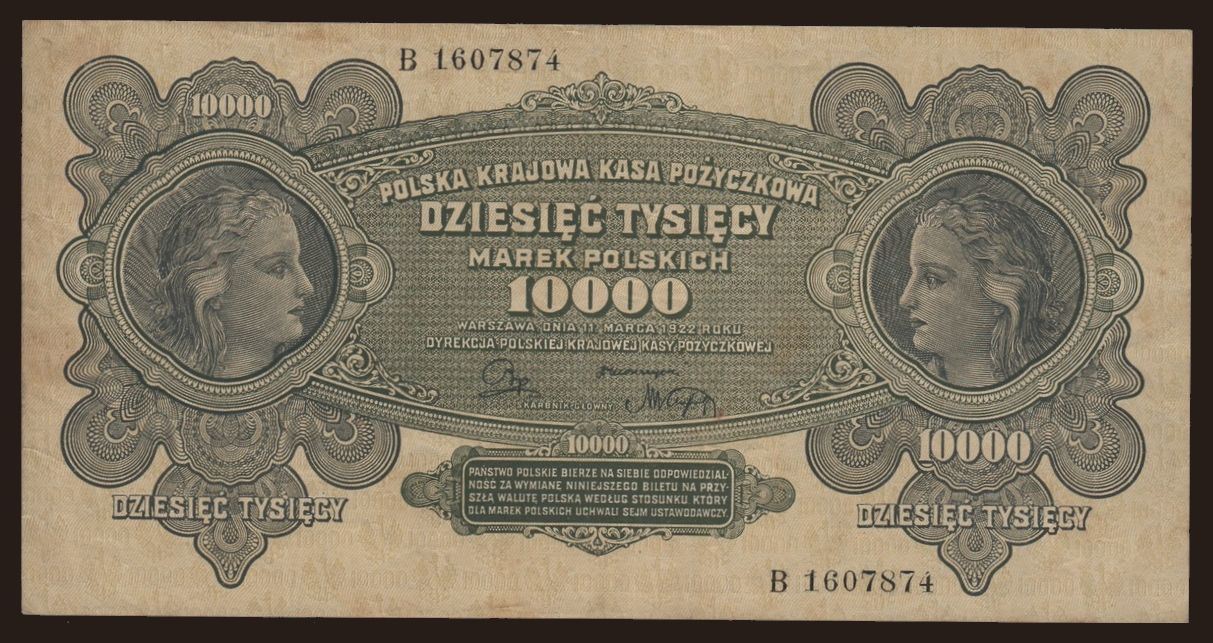 B 1607874
10000
POLSKA KRAJOWA KASA POŻYCZKOWA
DZIESIĘĆ TYSIĘCY
MAREK POLSKICH
10000
WARSZAWA, DNIA 11. MARCA 1922 ROKU
DYREKCJA POLSKIEJ KRAJOWEJ KASY POŻYCZKOWEJ
SKARBNIK GŁÓWNY
10000
10000
PAŃSTWO POLSKIE BIERZE NA SIEBIE ODPOWIEDZIAL-
NOŚĆ ZA WYMIANĘ NINIEJSZEGO BILETU NA PRZY-
SZŁĄ WALUTĘ POLSKĄ WEDŁUG STOSUNKU, KTÓRY
DLA MAREK POLSKICH UCHWALI SEJM USTAWODAWCZY
DZIESIĘĆ TYSIĘCY
DZIESIĘĆ TYSIĘCY
B 1607874